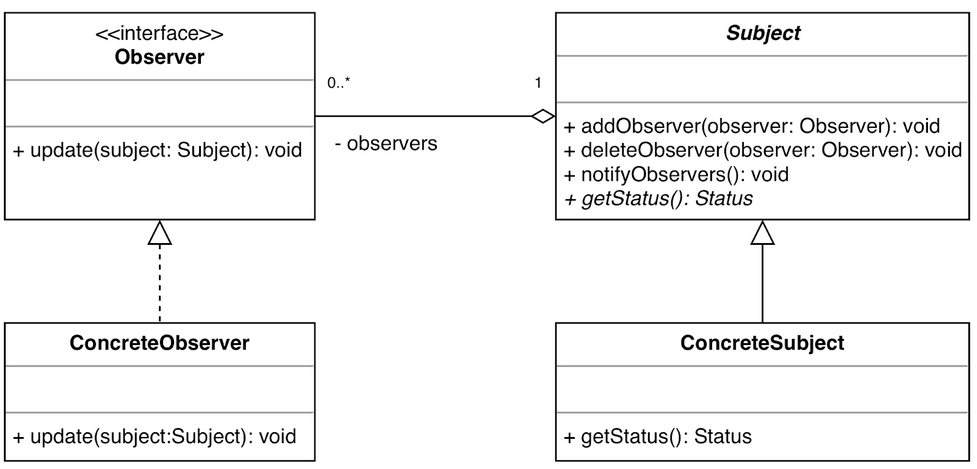 <<interface>>
Observer
+ update(subject: Subject): void
0..*
1
- observers
Subject
+ addObserver(observer: Observer): void
+ deleteObserver(observer: Observer): void
+ notifyObservers(): void
+ getStatus(): Status
ConcreteObserver
+ update(subject:Subject): void
ConcreteSubject
+ getStatus(): Status